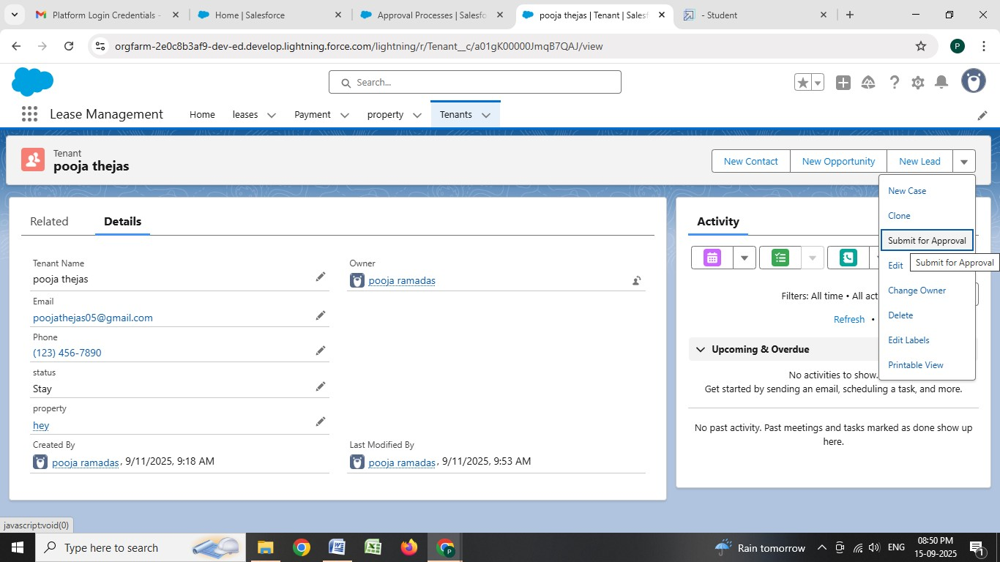 Platform Login Credentials -
Home | Salesforce
Approval Processes | Salesfo
pooja thejas | Tenant | Salesf
- Student
orgfarm-2e0c8b3af9-dev-ed.develop.lightning.force.com/lightning/r/Tenant__c/a01gK00000JmqB7QAJ/view
P
Search...
Lease Management
Home
leases
Payment
property
Tenants
Tenant
pooja thejas
New Contact
New Opportunity
New Lead
New Case
Clone
Submit for Approval
Edit
Submit for Approval
Change Owner
Delete
Edit Labels
Printable View
Related
Details
Tenant Name
pooja thejas
Owner
pooja ramadas
Email
poojathejas05@gmail.com
Phone
(123) 456-7890
status
Stay
property
hey
Created By
pooja ramadas, 9/11/2025, 9:18 AM
Last Modified By
pooja ramadas, 9/11/2025, 9:53 AM
Activity
Filters: All time • All act
Refresh •
Upcoming & Overdue
No activities to show.
Get started by sending an email, scheduling a task, and more.
No past activity. Past meetings and tasks marked as done show up
here.
javascript:void(0)
Type here to search
P
Rain tomorrow
ENG
08:50 PM
15-09-2025
1